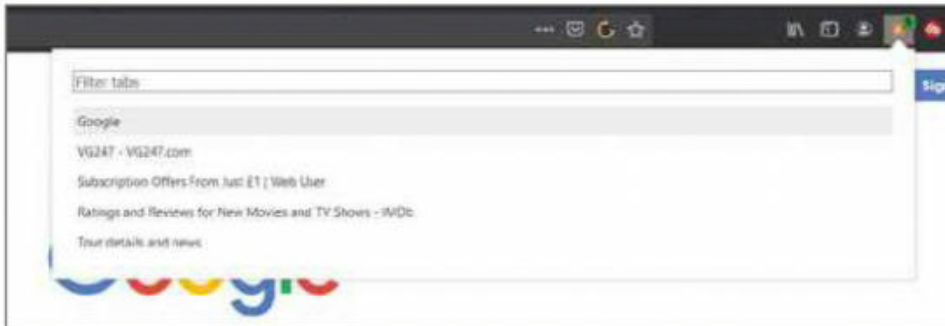 Sig
Filter tabs
Google
VG247 - VG247.com
Subscription Offers From Just £1 | Web User
Ratings and Reviews for New Movies and TV Shows - IMDb
Tour details and news
Google